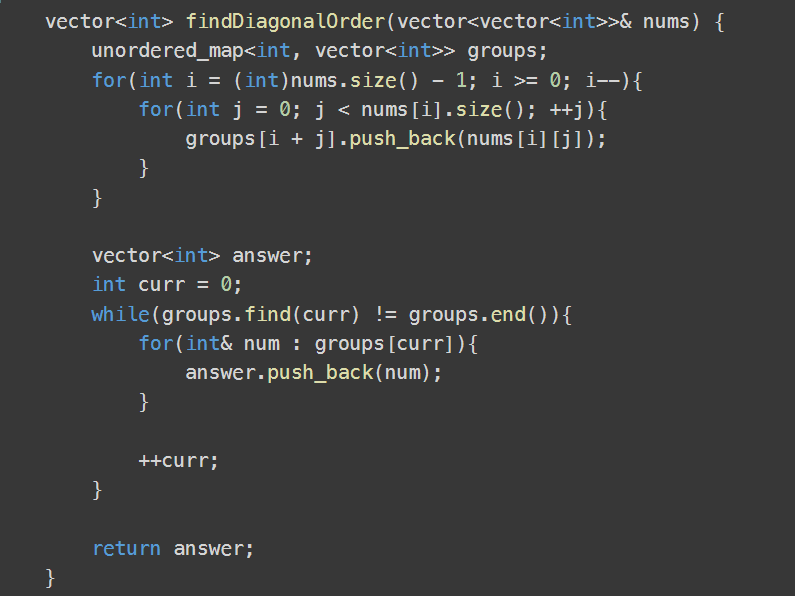 vector<int> findDiagonalOrder(vector<vector<int>>& nums) {
    unordered_map<int, vector<int>> groups;
    for(int i = (int)nums.size() - 1; i >= 0; i--){
        for(int j = 0; j < nums[i].size(); ++j){
            groups[i + j].push_back(nums[i][j]);
        }
    }

    vector<int> answer;
    int curr = 0;
    while(groups.find(curr) != groups.end()){
        for(int& num : groups[curr]){
            answer.push_back(num);
        }

        ++curr;
    }

    return answer;
}